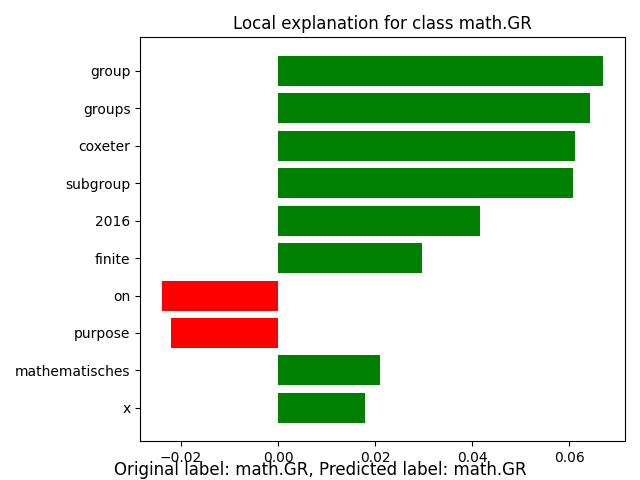 Local explanation for class math.GR
group
groups
coxeter
subgroup
2016
finite
on
purpose
mathematisches
x
−0.02 0.00 0.02 0.04 0.06
Original label: math.GR, Predicted label: math.GR